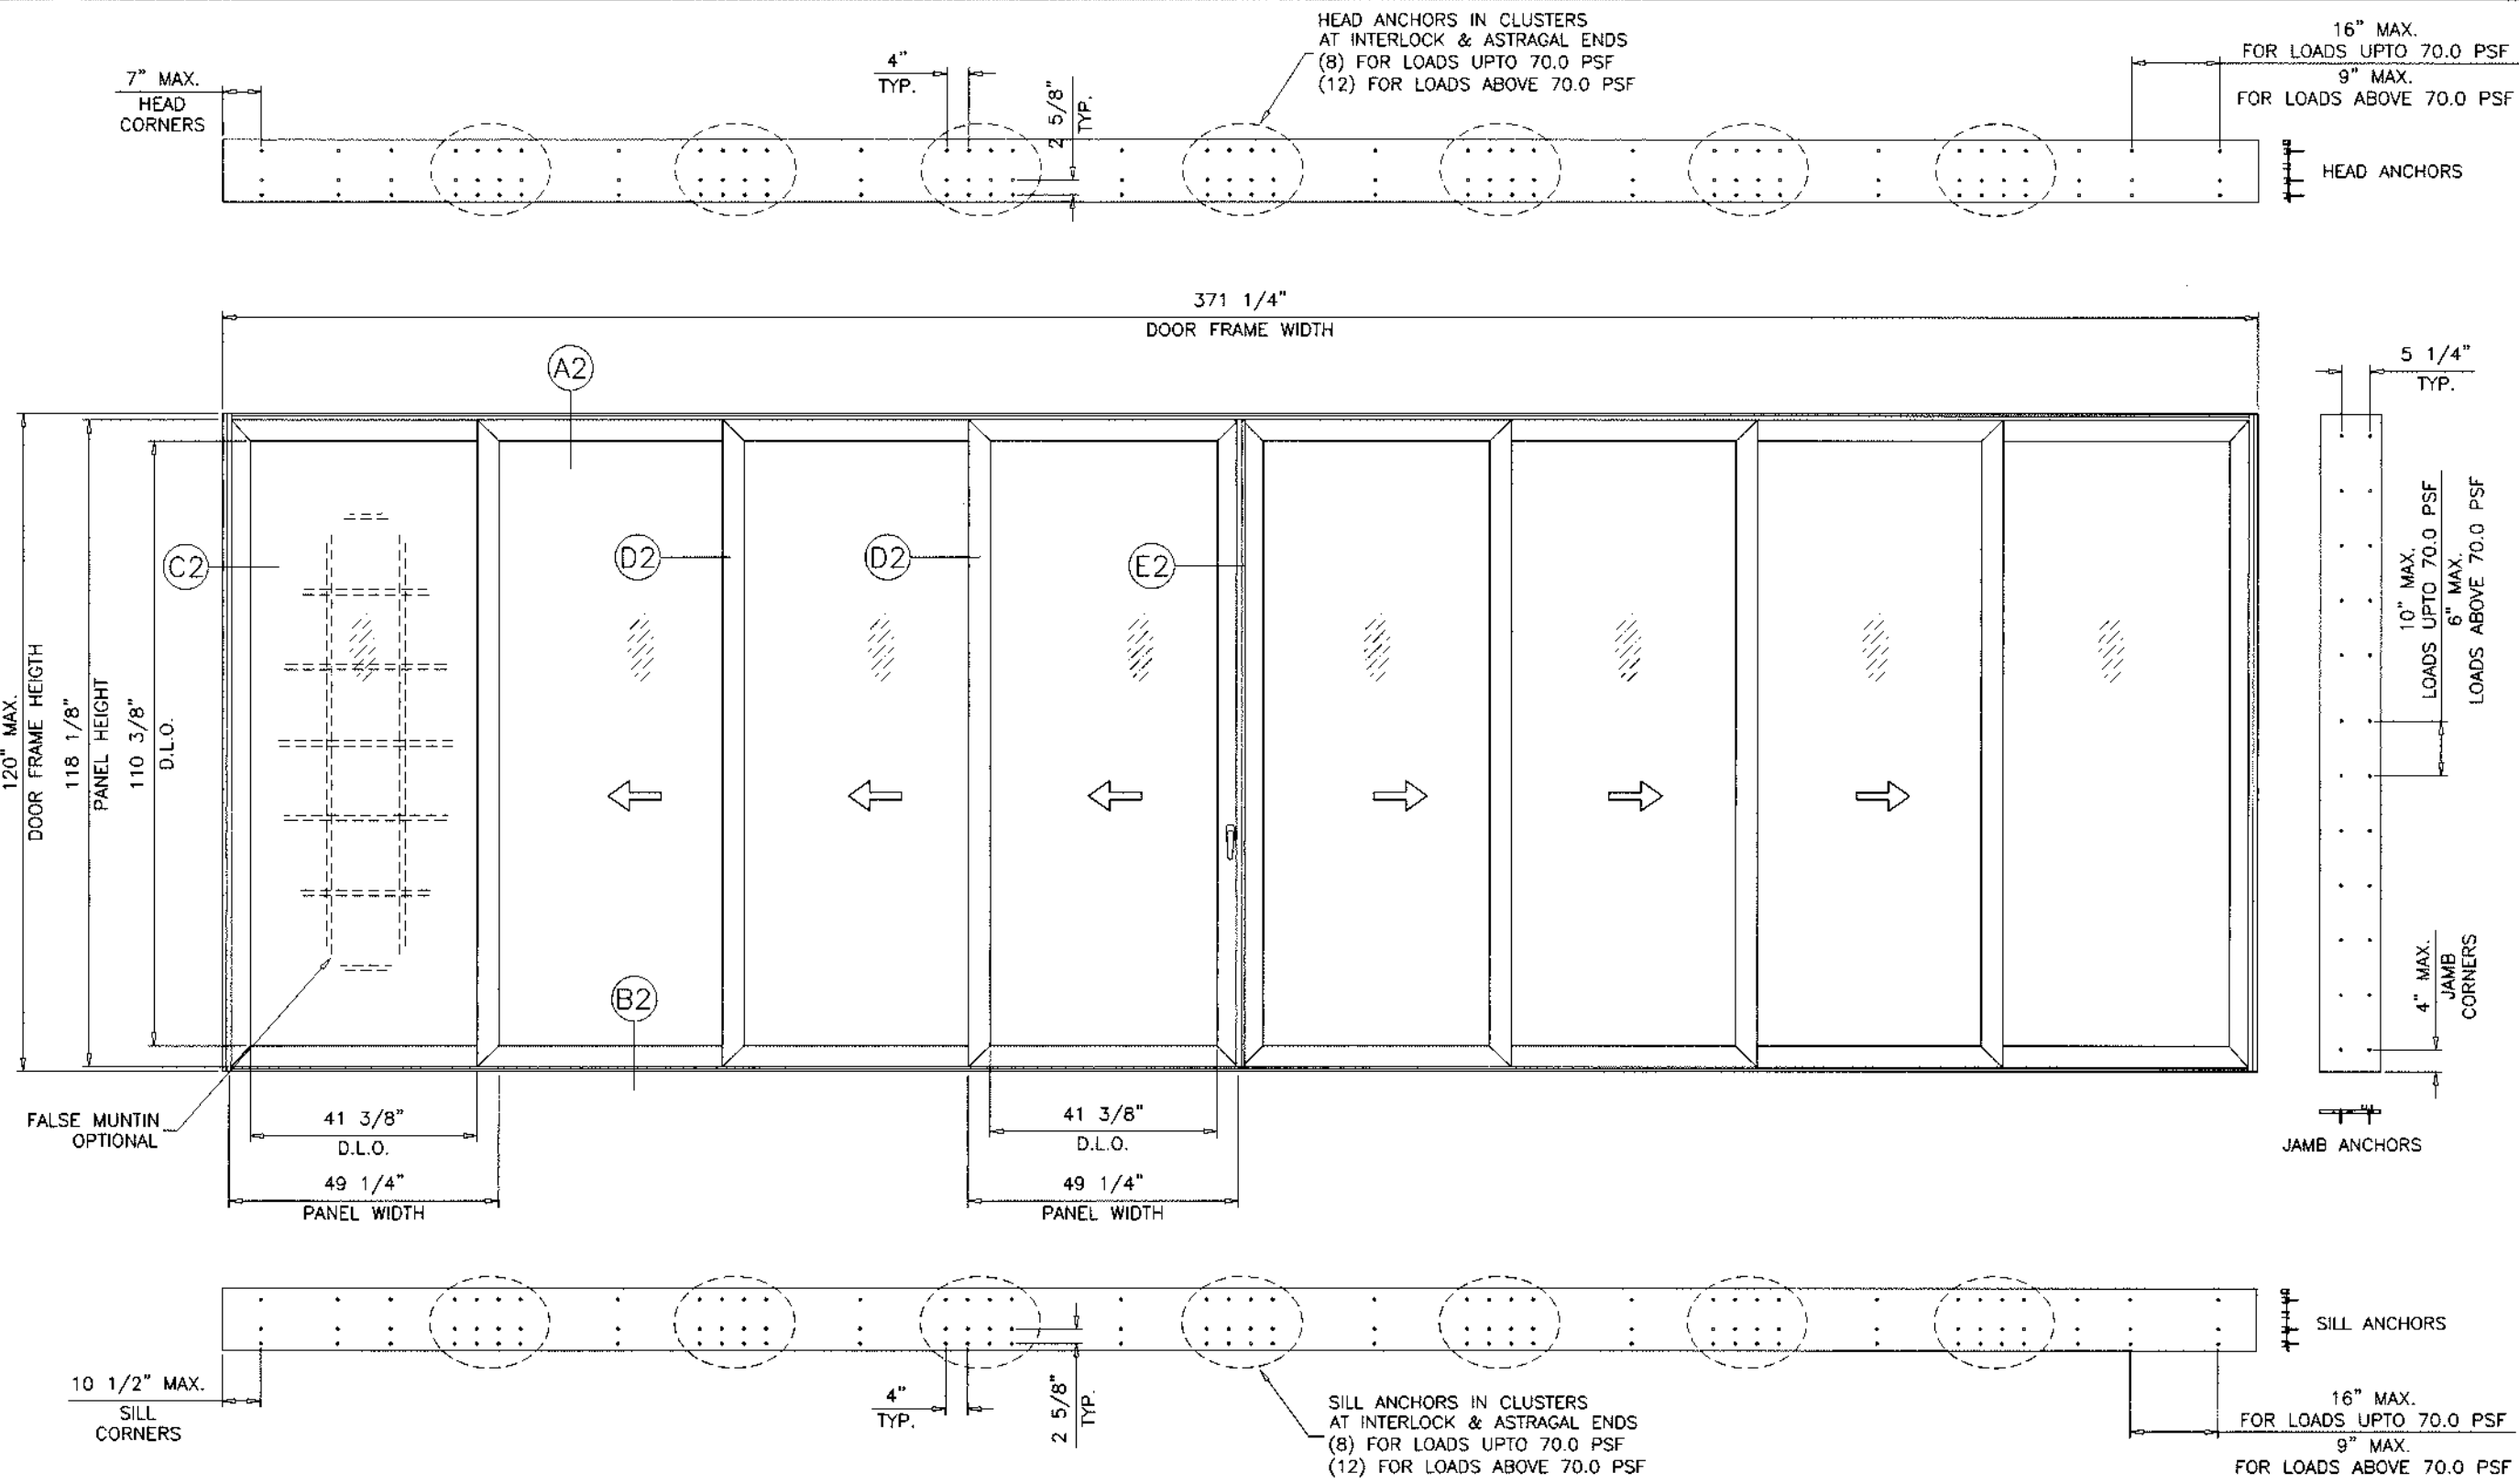 HEAD ANCHORS IN CLUSTERS
AT INTERLOCK & ASTRAGAL ENDS
(8) FOR LOADS UPTO 70.0 PSF
(12) FOR LOADS ABOVE 70.0 PSF
16" MAX.
FOR LOADS UPTO 70.0 PSF
9" MAX.
FOR LOADS ABOVE 70.0 PSF
7" MAX.
HEAD
CORNERS
4"
TYP.
2 5/8"
TYP.
HEAD ANCHORS
371 1/4"
DOOR FRAME WIDTH
A2
5 1/4"
TYP.
C2
D2
D2
E2
120" MAX.
DOOR FRAME HEIGTH
118 1/8"
PANEL HEIGHT
110 3/8"
D.L.O.
10" MAX.
LOADS UPTO 70.0 PSF
6" MAX.
LOADS ABOVE 70.0 PSF
4" MAX.
JAMB
CORNERS
B2
FALSE MUNTIN
OPTIONAL
41 3/8"
D.L.O.
49 1/4"
PANEL WIDTH
41 3/8"
D.L.O.
49 1/4"
PANEL WIDTH
JAMB ANCHORS
SILL ANCHORS
10 1/2" MAX.
SILL
CORNERS
4"
TYP.
2 5/8"
TYP.
SILL ANCHORS IN CLUSTERS
AT INTERLOCK & ASTRAGAL ENDS
(8) FOR LOADS UPTO 70.0 PSF
(12) FOR LOADS ABOVE 70.0 PSF
16" MAX.
FOR LOADS UPTO 70.0 PSF
9" MAX.
FOR LOADS ABOVE 70.0 PSF